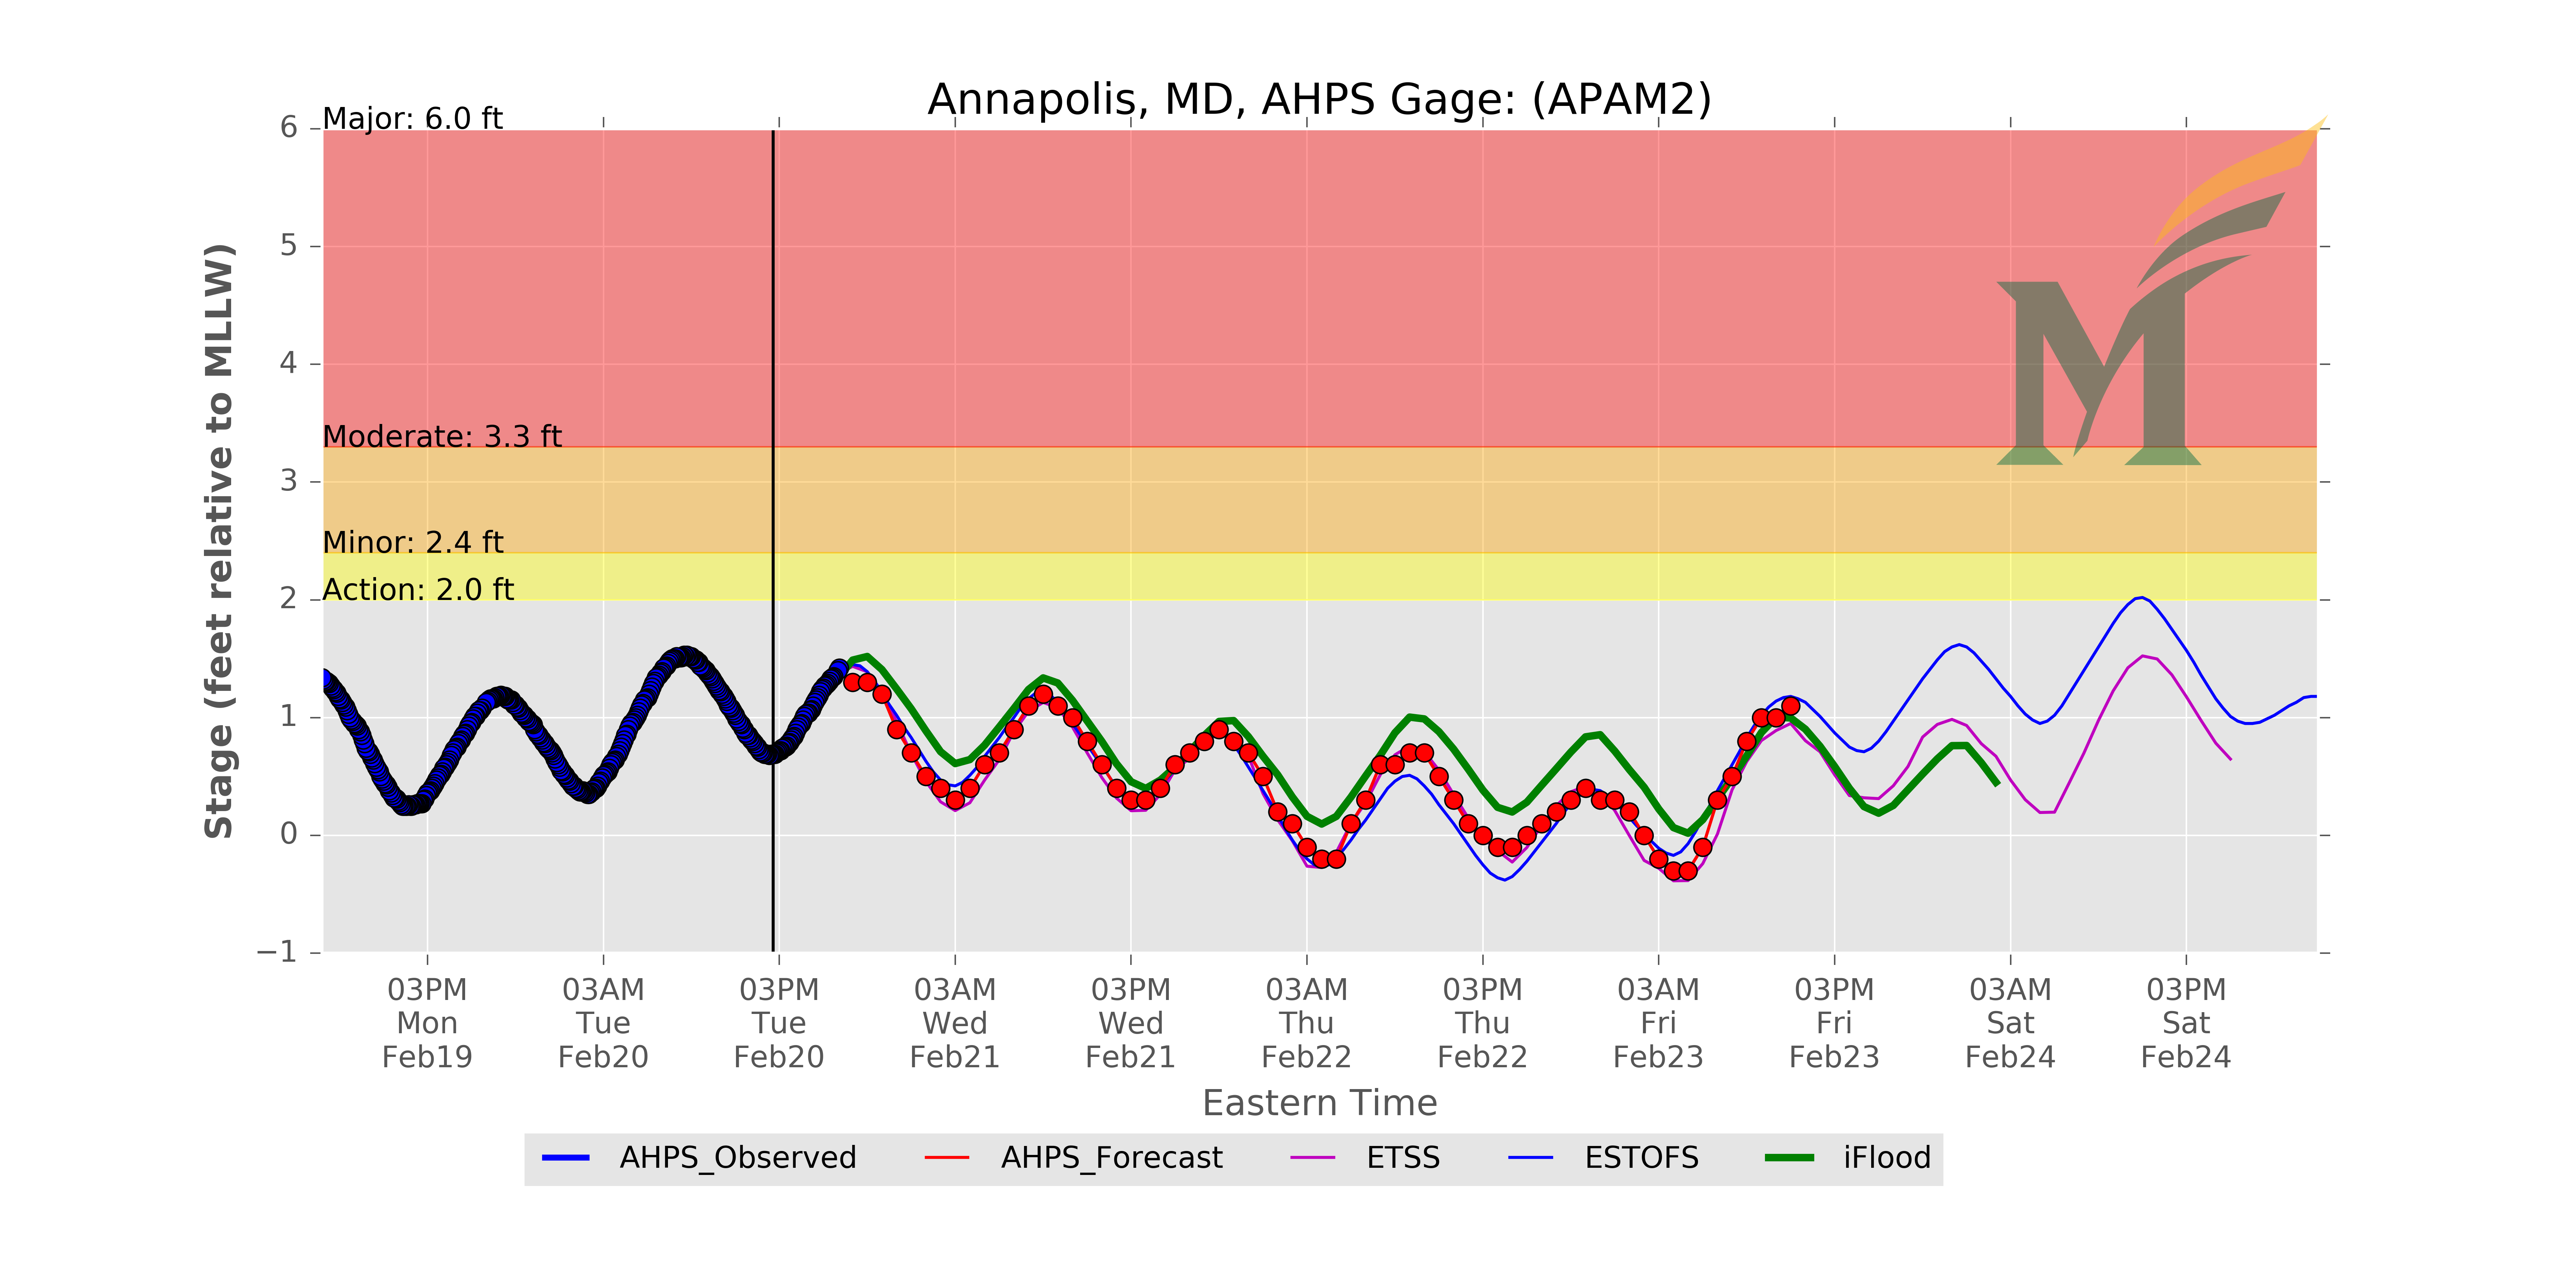 Annapolis, MD, AHPS Gage: (APAM2)
Major: 6.0 ft
Moderate: 3.3 ft
Minor: 2.4 ft
Action: 2.0 ft
6
5
4
3
2
1
0
−1
Stage (feet relative to MLLW)
03PM Mon Feb19
03AM Tue Feb20
03PM Tue Feb20
03AM Wed Feb21
03PM Wed Feb21
03AM Thu Feb22
03PM Thu Feb22
03AM Fri Feb23
03PM Fri Feb23
03AM Sat Feb24
03PM Sat Feb24
Eastern Time
AHPS_Observed AHPS_Forecast ETSS ESTOFS iFlood
M